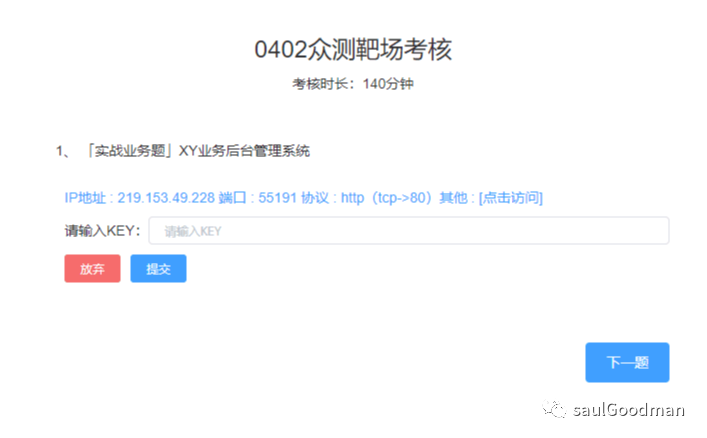 0402众测靶场考核
考核时长：140分钟
1、 「实战业务题」XY业务后台管理系统
IP地址 : 219.153.49.228 端口 : 55191 协议 : http（tcp->80）其他 : [点击访问]
请输入KEY： 请输入KEY
放弃 提交
下一题
saulGoodman